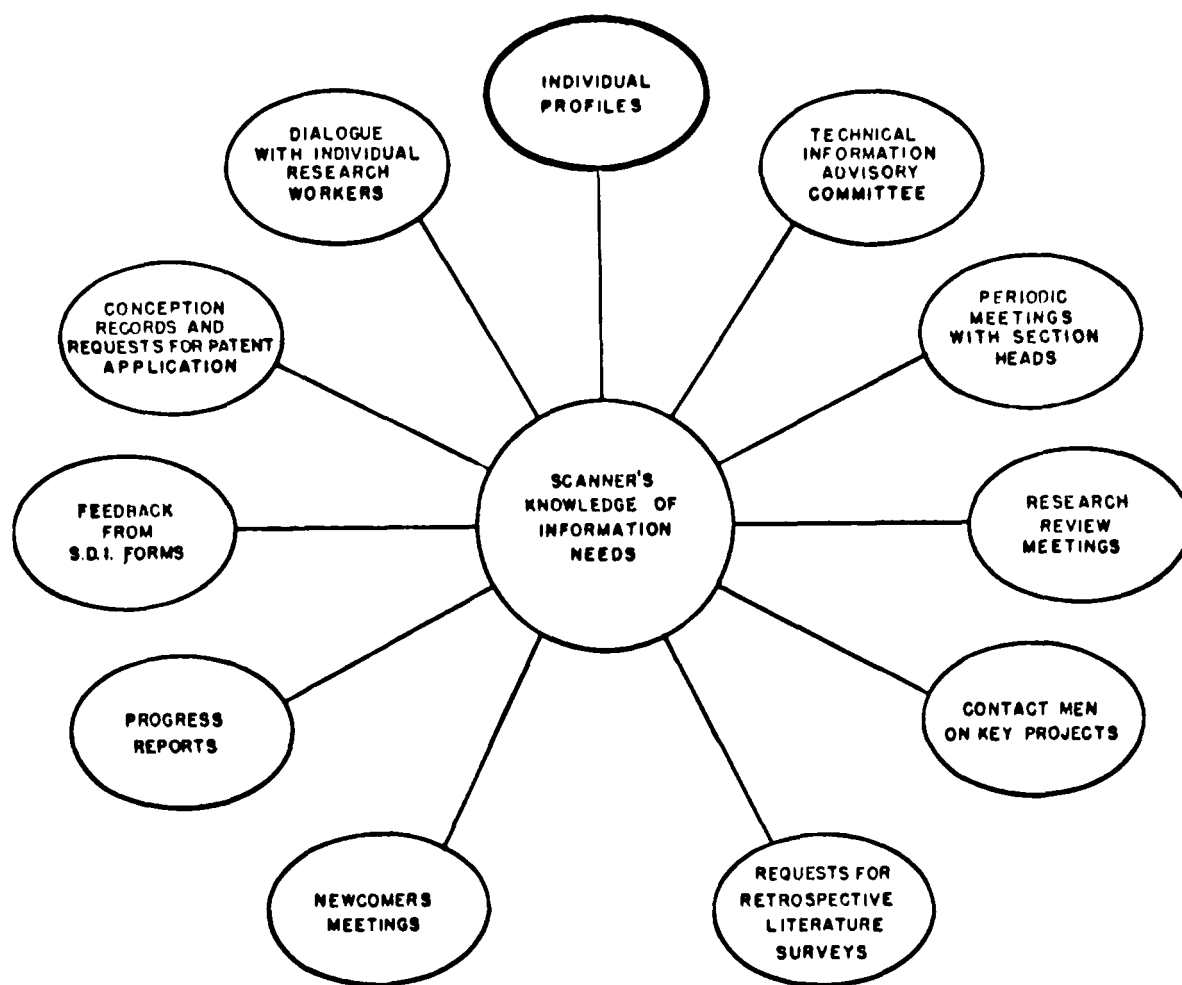 INDIVIDUAL
PROFILES
TECHNICAL
INFORMATION
ADVISORY
COMMITTEE
PERIODIC
MEETINGS
WITH SECTION
HEADS
RESEARCH
REVIEW
MEETINGS
CONTACT MEN
ON KEY PROJECTS
REQUESTS FOR
RETROSPECTIVE
LITERATURE
SURVEYS
NEWCOMERS
MEETINGS
PROGRESS
REPORTS
FEEDBACK
FROM
S.D.I. FORMS
CONCEPTION
RECORDS AND
REQUESTS FOR PATENT
APPLICATION
DIALOGUE
WITH INDIVIDUAL
RESEARCH
WORKERS
SCANNER'S
KNOWLEDGE OF
INFORMATION
NEEDS